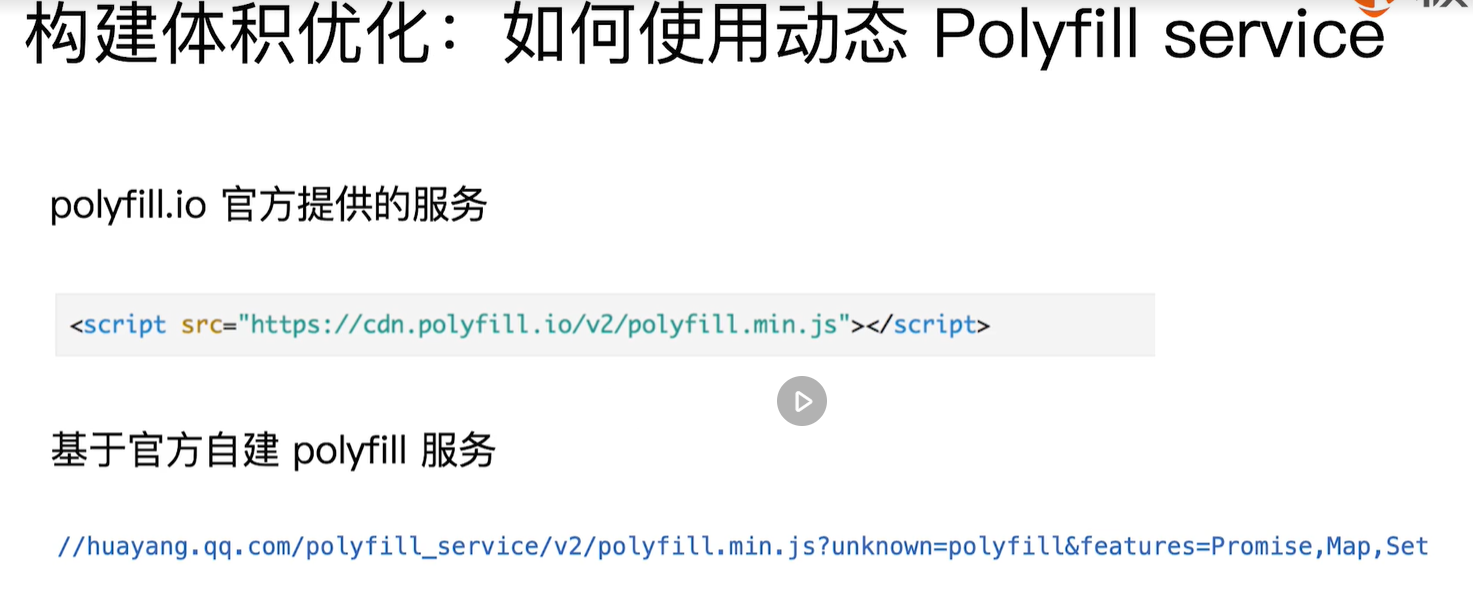 构建体积优化：如何使用动态 Polyfill service
polyfill.io 官方提供的服务
<script src="https://cdn.polyfill.io/v2/polyfill.min.js"></script>
基于官方自建 polyfill 服务
//huayang.qq.com/polyfill_service/v2/polyfill.min.js?unknown=polyfill&features=Promise,Map,Set